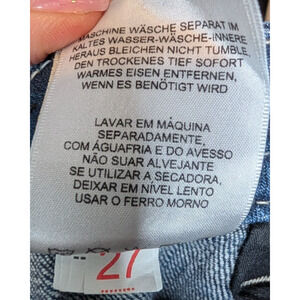 MASCHINE WÄSCHE SEPARAT IM
KALTES WASSER-WÄSCHE-INNERE
HERAUS BLEICHEN NICHT TUMBLE,
DEN TROCKENES TIEF SOFORT
WARMES EISEN ENTFERNEN,
WENN ES BENÖTIGT WIRD
LAVAR EM MÁQUINA
SEPARADAMENTE,
COM ÁGUAFRIA E DO AVESSO
NÃO SUAR ALVEJANTE
SE UTILIZAR A SECADORA,
DEIXAR EM NÍVEL LENTO
USAR O FERRO MORNO
27